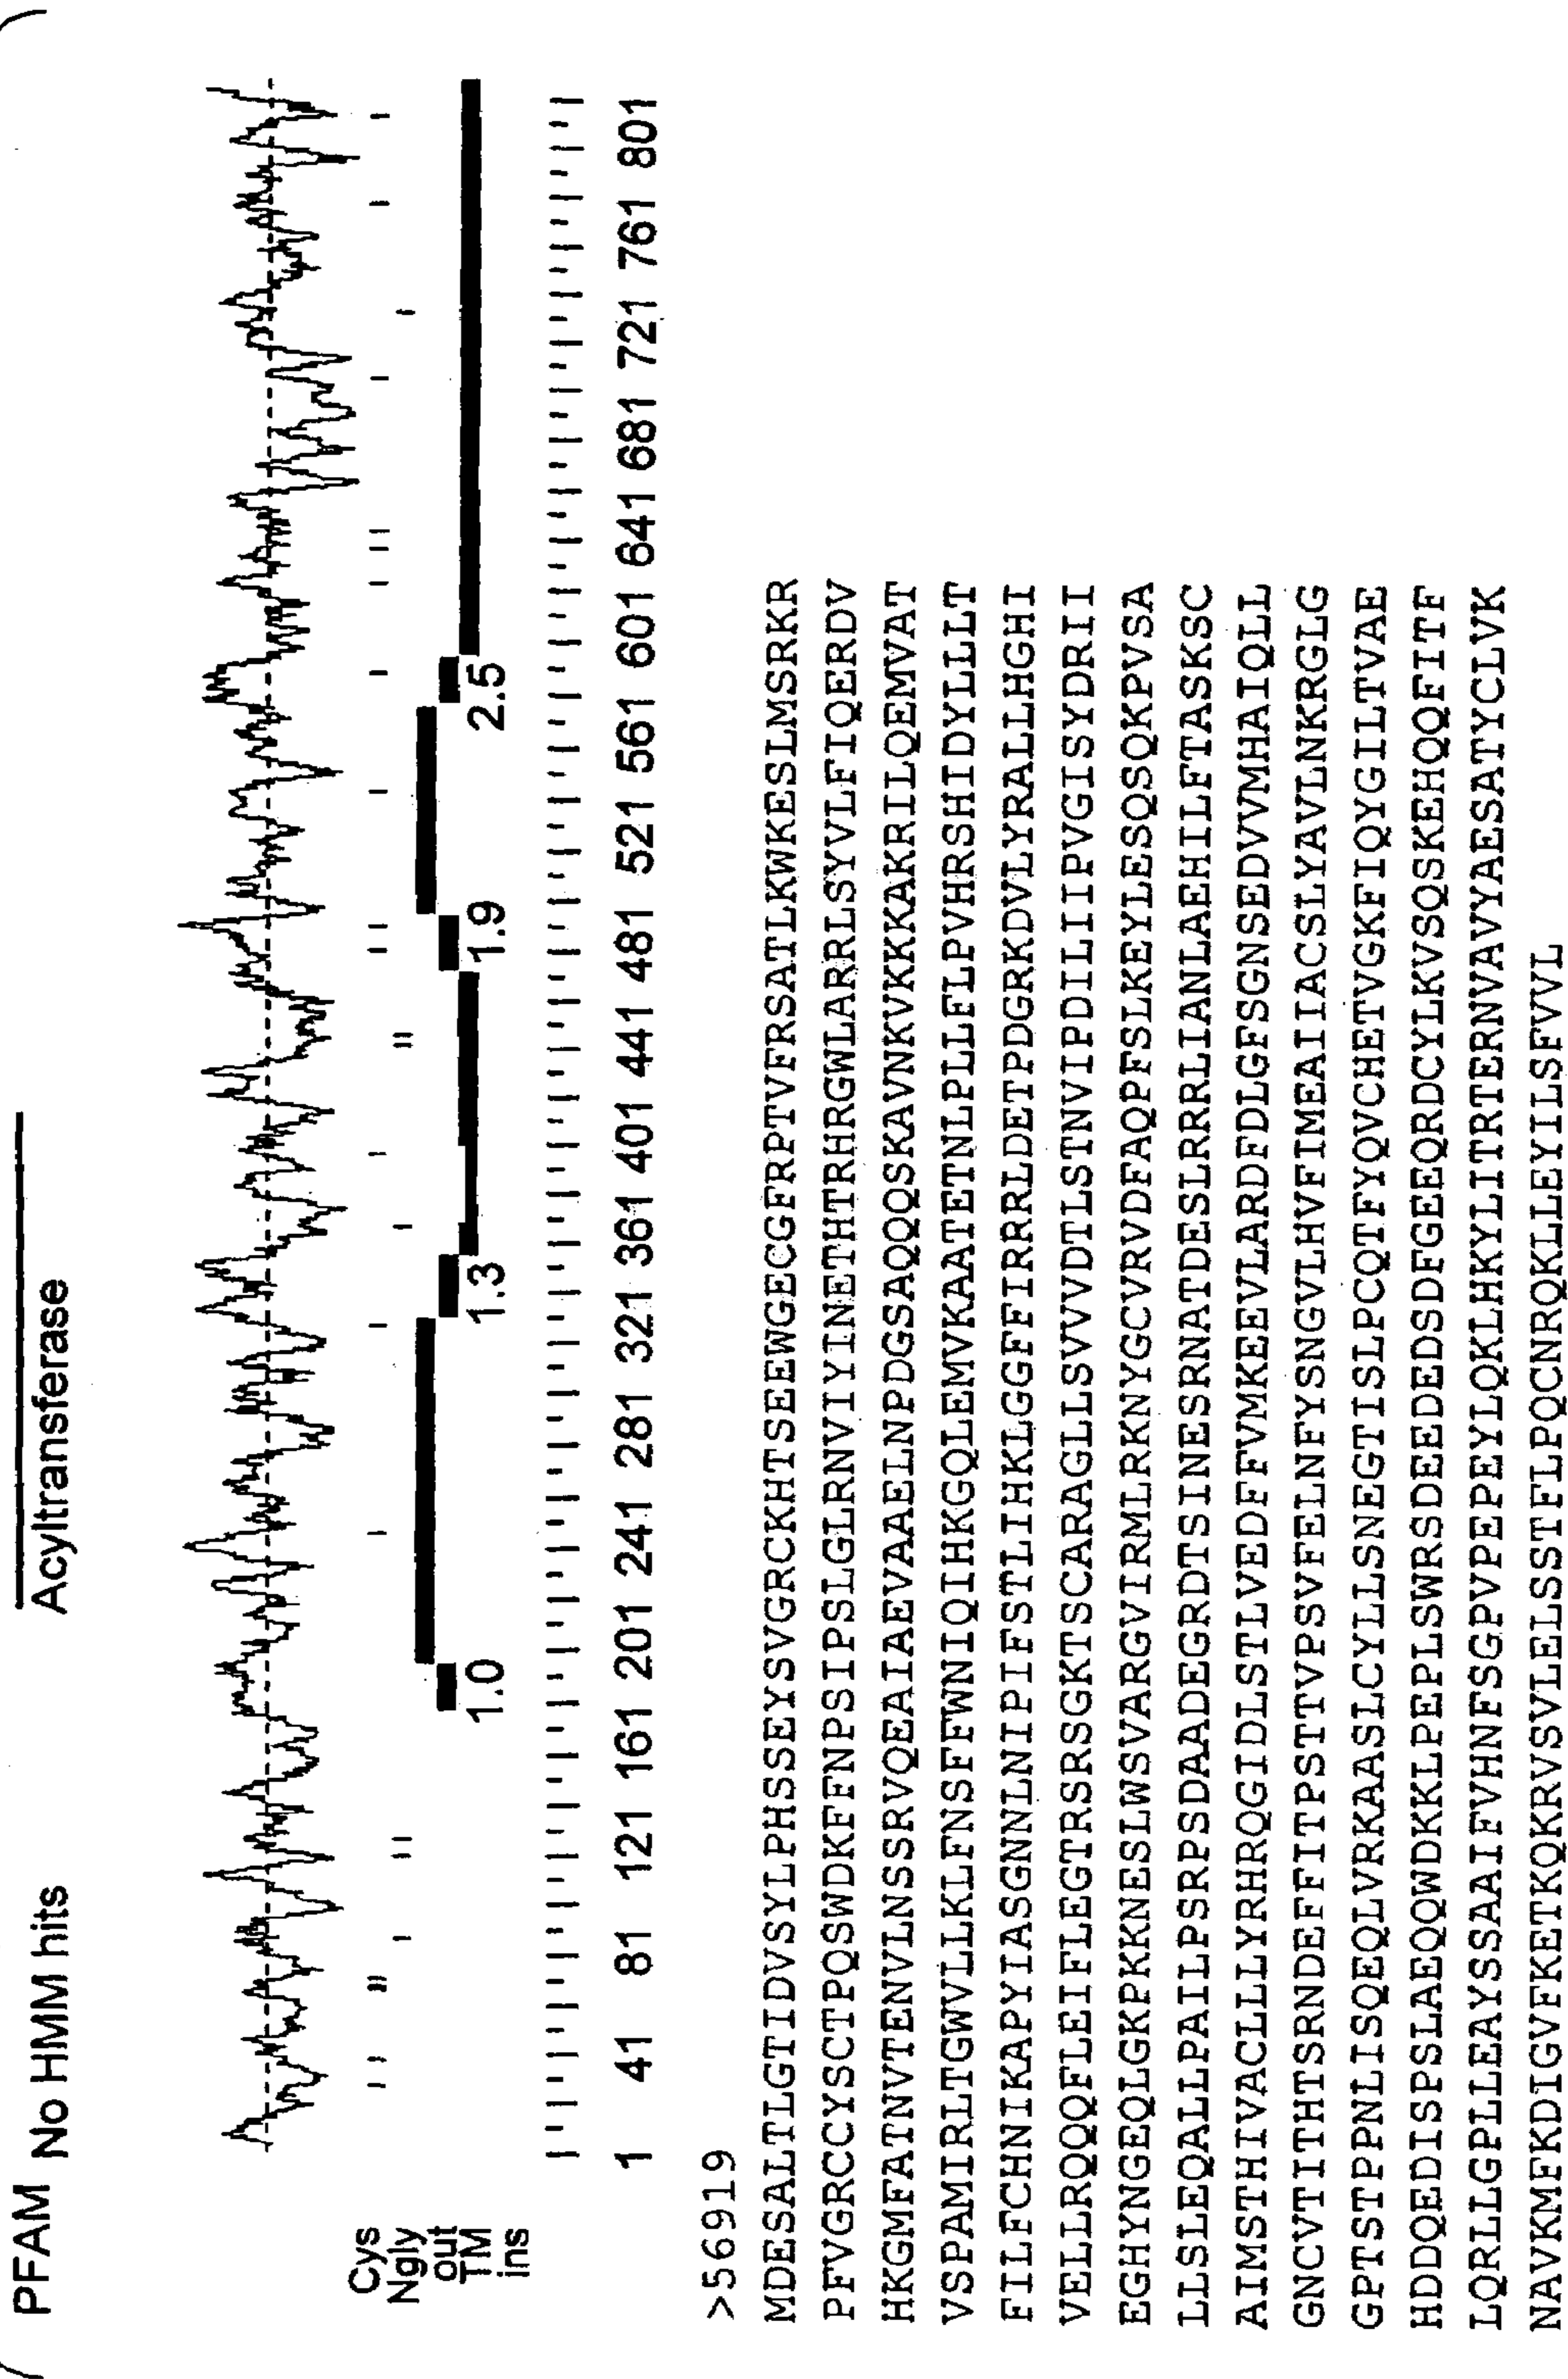 PFAM No HMM hits
Acyltransferase
Cys
Ngly
out
TM
ins
1.0 1.3 1.9 2.5
1 41 81 121 161 201 241 281 321 361 401 441 481 521 561 601 641 681 721 761 801
>56919
MDESALTLGTIDVSYLPHSSEYSVGRCKHTSEEWGECGFRPTVFRSATLKWKESLMSRKR
PFVGRCCYSCTPQSWDKFFNPSIPSLGLRNVIYINETHTRHRGWLARRLSYVLFIQERDV
HKGMFATNVTENVLNSSRVQEAIAEVAAELNPDGSAQQQSKAVNKVKKKAKRILQEMVAT
VSPAMIRLTGWVLLKLFNSFFWNIQIHKGQLEMVKAATETNLPLLFLPVHRSHIDYLLLT
FILFCHNIKAPYIASGNNLNIPIFSTLIHKLGGFFIRRRLDETPDGRKDVLYRALLHGHI
VELLRQQQFLEIFLEGTRSRSGKTSCARAGLLSVVVDTLSTNVIPDILIIPVGISYDRII
EGHYNGEQLGKPKKNESLWSVARGVIRMLRKNYGCVRVDFAQPFSLKEYLESQSQKPVSA
LLSLEQALLPAILPSRPSDAADEGRDTSINESRNATDESLRRRLIANLAEHILFTASKSC
AIMSTHIVACLLLYRHRQGIDLSTLVEDFFVMKEEVLARDFDLGFSGNSEDVVMHAIQLL
GNCVTITHTSRNDEFFITPSTTVPSVFELNFYSNGVLHVFIMEAIIACSLYAVLNKRGLG
GPTSTPPNLISQEQLVRKAASLCYLLSNEGTISLPCQTFYQVCHETVGKFIQYGILTVAE
HDDQEDISPSLAEQQWDKKLPEPLSWRSDEEDEDSDFGEEQRDCYLKVSQSKEHQQFITF
LQRLLGPLLEAYSSAAIFVHNFSGPVPEPEYLQKLHKYLITRTERNVAVYAESATYCLVK
NAVKMFKDIGVFKETKQKRVSVLELSSTFLPQCNRQKLLEYILSFVVL